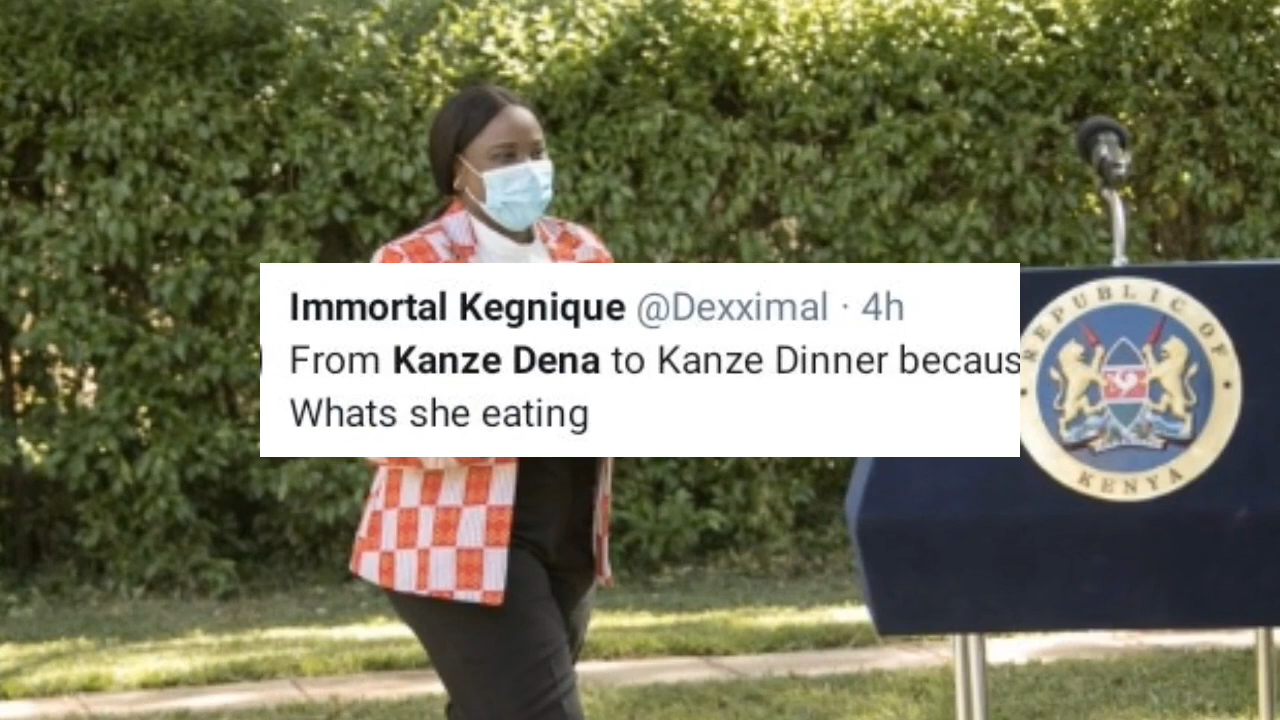 Immortal Kegnique @Dexximal · 4h
From Kanze Dena to Kanze Dinner becaus
Whats she eating
REPUBLIC OF
KENYA